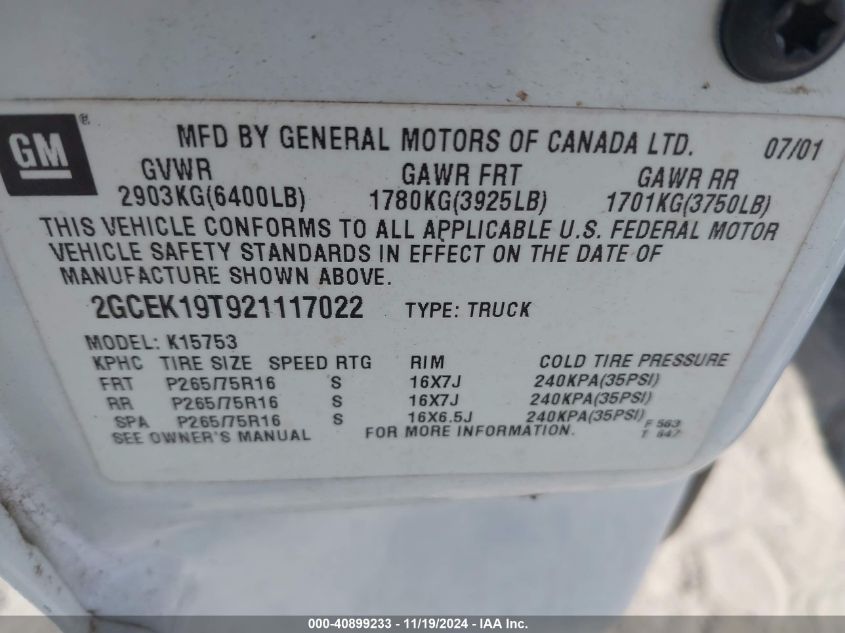 GM ®
MFD BY GENERAL MOTORS OF CANADA LTD. 07/01
GVWR GAWR FRT GAWR RR
2903KG(6400LB) 1780KG(3925LB) 1701KG(3750LB)
THIS VEHICLE CONFORMS TO ALL APPLICABLE U.S. FEDERAL MOTOR
VEHICLE SAFETY STANDARDS IN EFFECT ON THE DATE OF
MANUFACTURE SHOWN ABOVE.
2GCEK19T921117022 TYPE: TRUCK
MODEL: K15753
KPHC TIRE SIZE SPEED RTG RIM COLD TIRE PRESSURE
FRT P265/75R16 S 16X7J 240KPA(35PSI)
RR P265/75R16 S 16X7J 240KPA(35PSI)
SPA P265/75R16 S 16X6.5J 240KPA(35PSI)
SEE OWNER'S MANUAL FOR MORE INFORMATION.
F 563
T 647
000-40899233 - 11/19/2024 - IAA Inc.